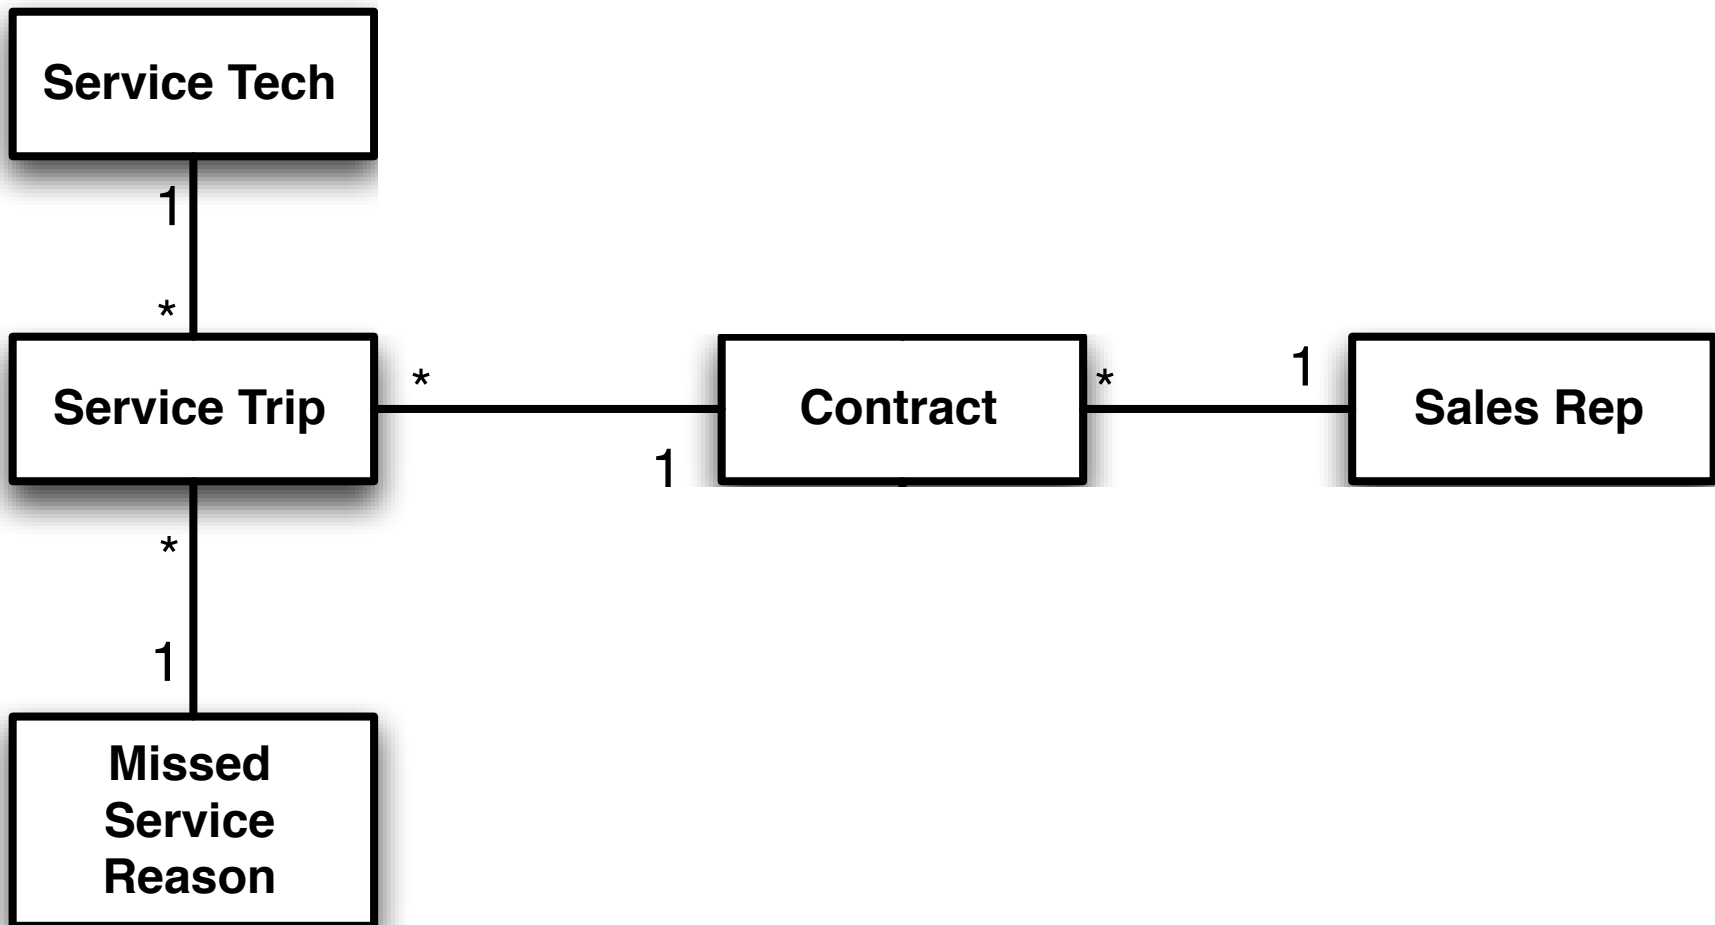 Service Tech
1
*
Service Trip
*
1
Contract
*
1
Sales Rep
*
1
Missed
Service
Reason